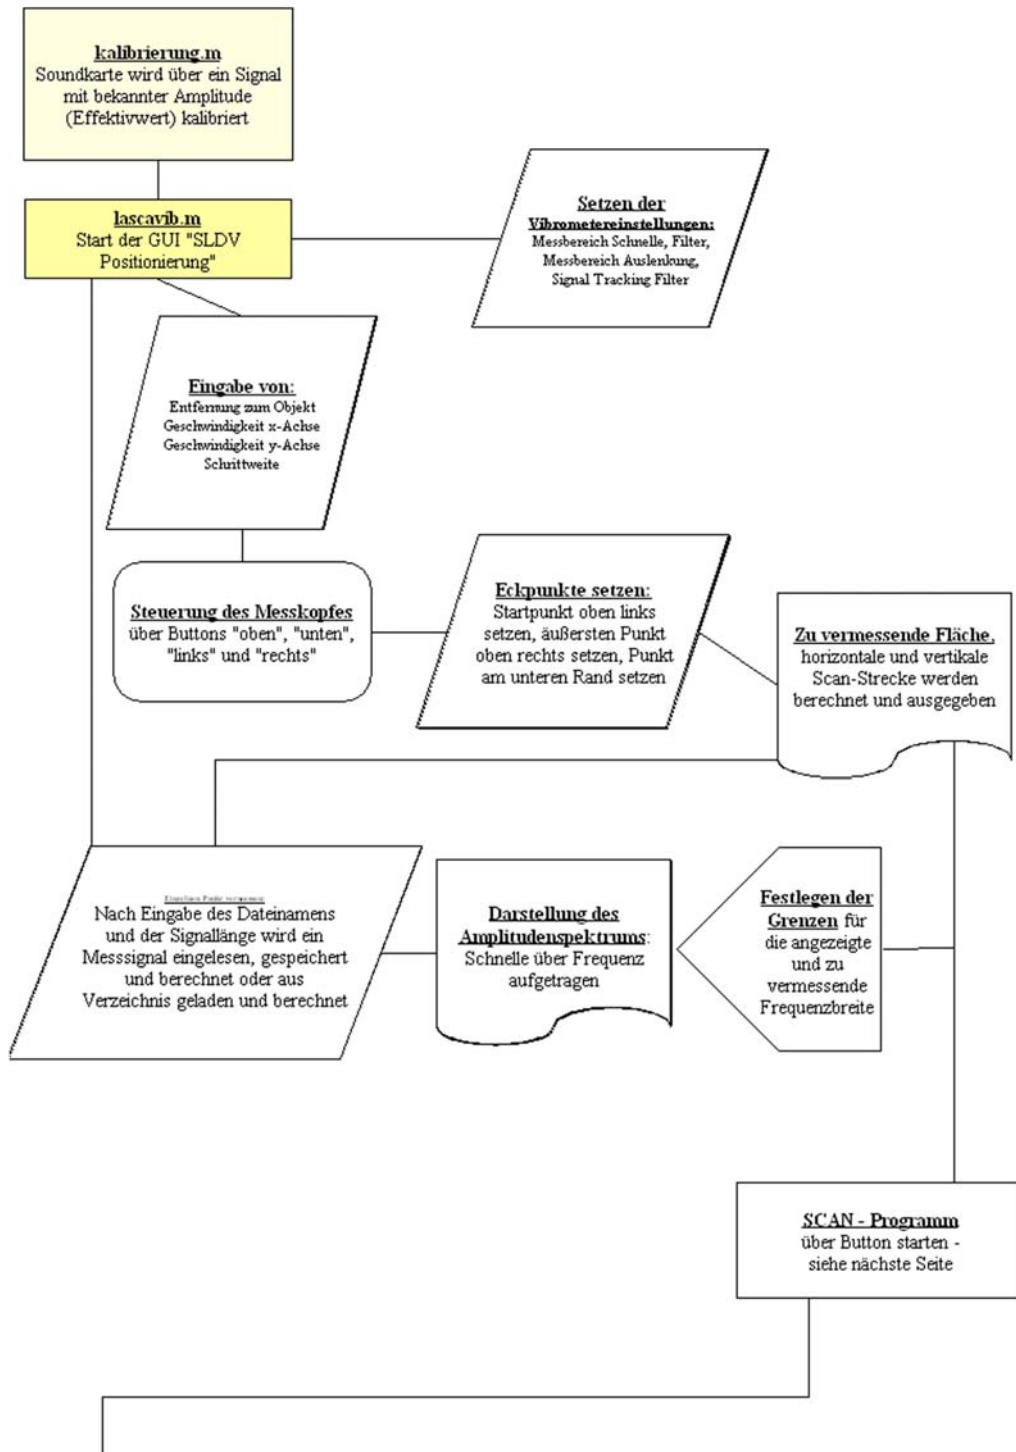 kalibrierung.m
Soundkarte wird über ein Signal
mit bekannter Amplitude
(Effektivwert) kalibriert
lascavib.m
Start der GUI "SLDV
Positionierung"
Setzen der
Vibrometereinstellungen:
Messbereich Schnelle, Filter,
Messbereich Auslenkung,
Signal Tracking Filter
Eingabe von:
Entfernung zum Objekt
Geschwindigkeit x-Achse
Geschwindigkeit y-Achse
Schrittweite
Steuerung des Messkopfes
über Buttons "oben", "unten",
"links" und "rechts"
Eckpunkte setzen:
Startpunkt oben links
setzen, äußersten Punkt
oben rechts setzen, Punkt
am unteren Rand setzen
Zu vermessende Fläche,
horizontale und vertikale
Scan-Strecke werden
berechnet und ausgegeben
Nach Eingabe des Dateinamens
und der Signallänge wird ein
Messsignal eingelesen, gespeichert
und berechnet oder aus
Verzeichnis geladen und berechnet
Darstellung des
Amplitudenspektrums:
Schnelle über Frequenz
aufgetragen
Festlegen der
Grenzen für
die angezeigte
und zu
vermessende
Frequenzbreite
SCAN - Programm
über Button starten -
siehe nächste Seite